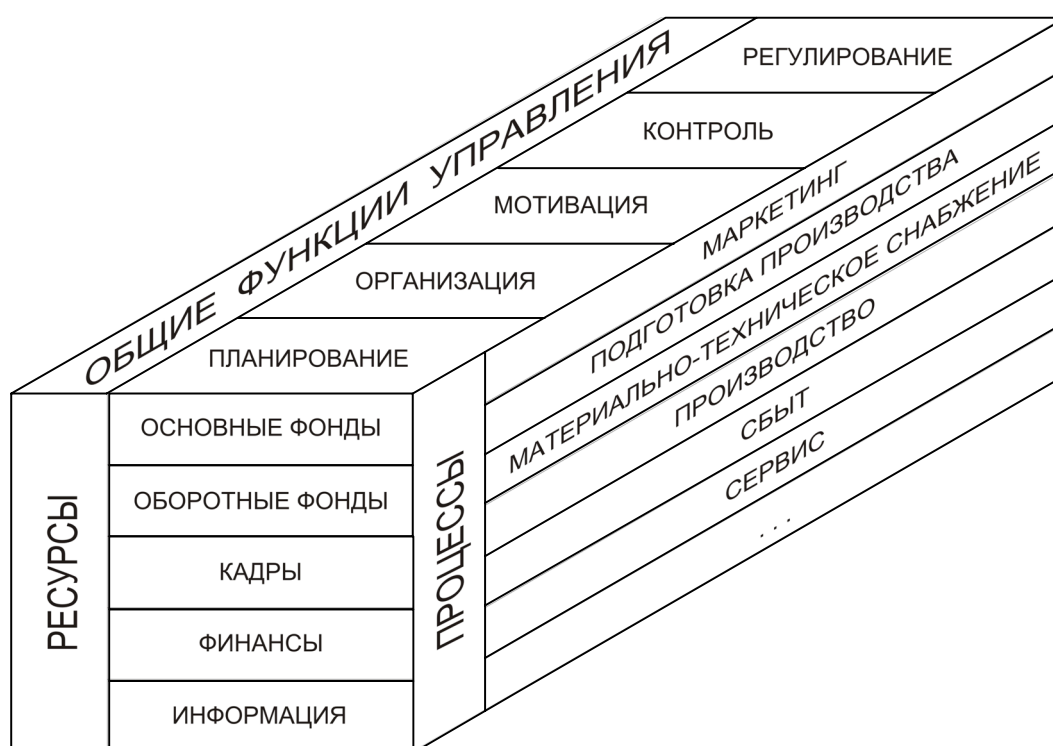 ОБЩИЕ ФУНКЦИИ УПРАВЛЕНИЯ
РЕГУЛИРОВАНИЕ
КОНТРОЛЬ
МОТИВАЦИЯ
ОРГАНИЗАЦИЯ
ПЛАНИРОВАНИЕ
РЕСУРСЫ
ОСНОВНЫЕ ФОНДЫ
ОБОРОТНЫЕ ФОНДЫ
КАДРЫ
ФИНАНСЫ
ИНФОРМАЦИЯ
ПРОЦЕССЫ
МАРКЕТИНГ
ПОДГОТОВКА ПРОИЗВОДСТВА
МАТЕРИАЛЬНО-ТЕХНИЧЕСКОЕ СНАБЖЕНИЕ
ПРОИЗВОДСТВО
СБЫТ
СЕРВИС
...